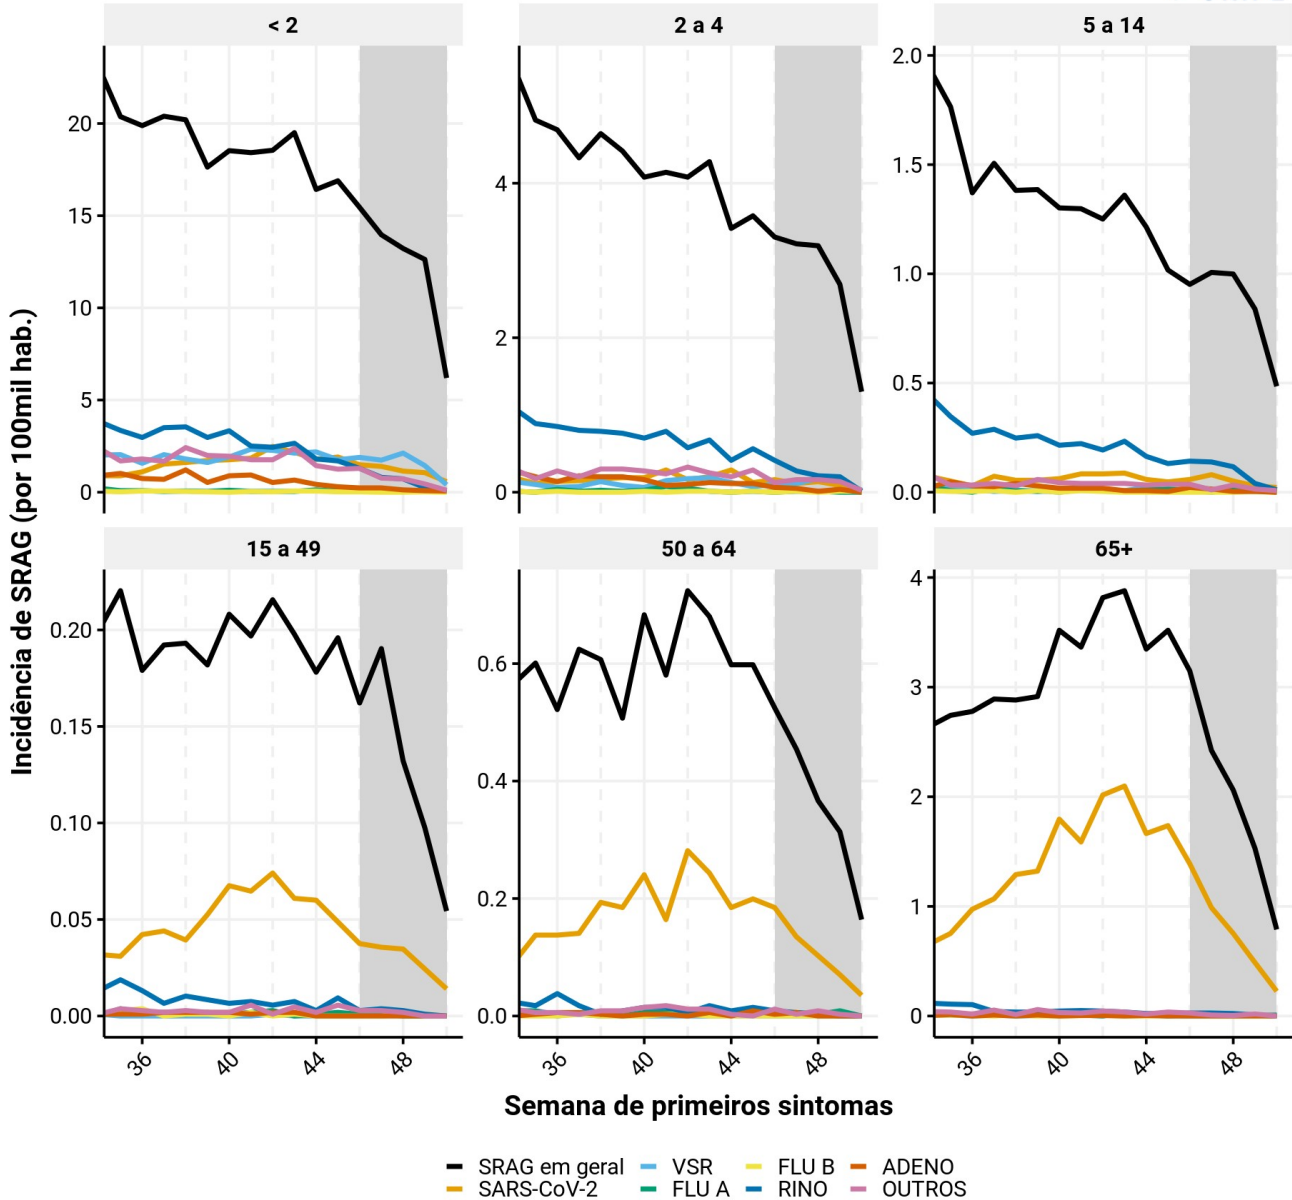 < 2
2 a 4
5 a 14
20
15
10
5
0
4
2
0
2.0
1.5
1.0
0.5
0.0
15 a 49
50 a 64
65+
0.20
0.15
0.10
0.05
0.00
0.6
0.4
0.2
0.0
4
3
2
1
0
36 40 44 48
36 40 44 48
36 40 44 48
Incidência de SRAG (por 100mil hab.)
Semana de primeiros sintomas
SRAG em geral VSR FLU B ADENO
SARS-CoV-2 FLU A RINO OUTROS